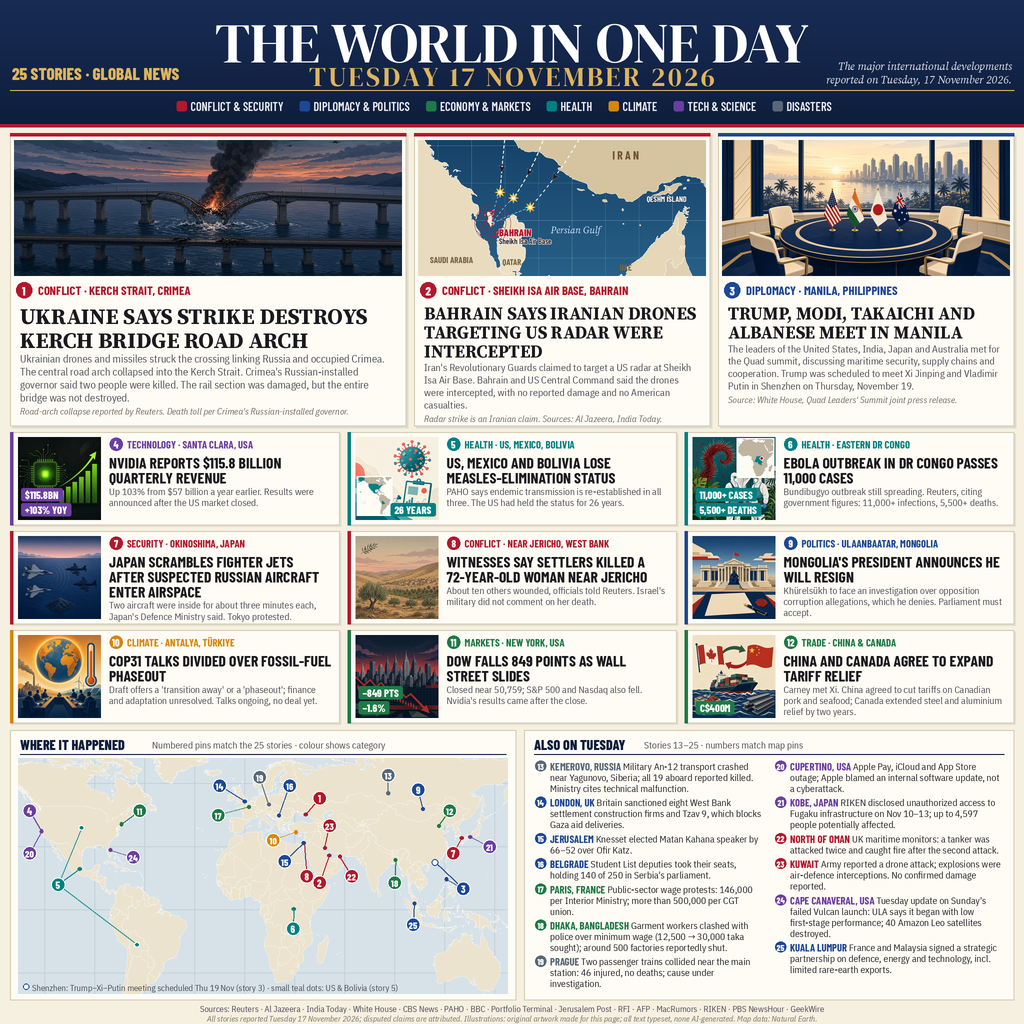 THE WORLD IN ONE DAY
25 STORIES · GLOBAL NEWS
TUESDAY 17 NOVEMBER 2026
The major international developments
reported on Tuesday, 17 November 2026.
CONFLICT & SECURITY
DIPLOMACY & POLITICS
ECONOMY & MARKETS
HEALTH
CLIMATE
TECH & SCIENCE
DISASTERS
1 CONFLICT · KERCH STRAIT, CRIMEA
UKRAINE SAYS STRIKE DESTROYS
KERCH BRIDGE ROAD ARCH
Ukrainian drones and missiles struck the crossing linking Russia and occupied Crimea.
The central road arch collapsed into the Kerch Strait. Crimea's Russian-installed
governor said two people were killed. The rail section was damaged, but the entire
bridge was not destroyed.
Road-arch collapse reported by Reuters. Death toll per Crimea's Russian-installed governor.
IRAN
QESHM ISLAND
BAHRAIN
Sheikh Isa Air Base
Persian Gulf
SAUDI ARABIA
QATAR
UAE
2 CONFLICT · SHEIKH ISA AIR BASE, BAHRAIN
BAHRAIN SAYS IRANIAN DRONES
TARGETING US RADAR WERE
INTERCEPTED
Iran's Revolutionary Guards claimed to target a US radar at Sheikh
Isa Air Base. Bahrain and US Central Command said the drones
were intercepted, with no reported damage and no American
casualties.
Radar strike is an Iranian claim. Sources: Al Jazeera, India Today.
3 DIPLOMACY · MANILA, PHILIPPINES
TRUMP, MODI, TAKAICHI AND
ALBANESE MEET IN MANILA
The leaders of the United States, India, Japan and Australia met for
the Quad summit, discussing maritime security, supply chains and
cooperation. Trump was scheduled to meet Xi Jinping and Vladimir
Putin in Shenzhen on Thursday, November 19.
Source: White House, Quad Leaders' Summit joint press release.
$115.8BN
+103% YOY
4 TECHNOLOGY · SANTA CLARA, USA
NVIDIA REPORTS $115.8 BILLION
QUARTERLY REVENUE
Up 103% from $57 billion a year earlier. Results were
announced after the US market closed.
26 YEARS
5 HEALTH · US, MEXICO, BOLIVIA
US, MEXICO AND BOLIVIA LOSE
MEASLES-ELIMINATION STATUS
PAHO says endemic transmission is re-established in all
three. The US had held the status for 26 years.
11,000+ CASES
5,500+ DEATHS
6 HEALTH · EASTERN DR CONGO
EBOLA OUTBREAK IN DR CONGO PASSES
11,000 CASES
Bundibugyo outbreak still spreading. Reuters, citing
government figures: 11,000+ infections, 5,500+ deaths.
7 SECURITY · OKINOSHIMA, JAPAN
JAPAN SCRAMBLES FIGHTER JETS
AFTER SUSPECTED RUSSIAN AIRCRAFT
ENTER AIRSPACE
Two aircraft were inside for about three minutes each,
Japan's Defence Ministry said. Tokyo protested.
8 CONFLICT · NEAR JERICHO, WEST BANK
WITNESSES SAY SETTLERS KILLED A
72-YEAR-OLD WOMAN NEAR JERICHO
About ten others wounded, officials told Reuters. Israel's
military did not comment on her death.
9 POLITICS · ULAANBAATAR, MONGOLIA
MONGOLIA'S PRESIDENT ANNOUNCES HE
WILL RESIGN
Khürelsükh to face an investigation over opposition
corruption allegations, which he denies. Parliament must
accept.
10 CLIMATE · ANTALYA, TÜRKIYE
COP31 TALKS DIVIDED OVER FOSSIL-FUEL
PHASEOUT
Draft offers a 'transition away' or a 'phaseout'; finance
and adaptation unresolved. Talks ongoing, no deal yet.
−849 PTS
−1.6%
11 MARKETS · NEW YORK, USA
DOW FALLS 849 POINTS AS WALL
STREET SLIDES
Closed near 50,759; S&P 500 and Nasdaq also fell.
Nvidia's results came after the close.
C$400M
12 TRADE · CHINA & CANADA
CHINA AND CANADA AGREE TO EXPAND
TARIFF RELIEF
Carney met Xi. China agreed to cut tariffs on Canadian
pork and seafood; Canada extended steel and aluminium
relief by two years.
WHERE IT HAPPENED
Numbered pins match the 25 stories · colour shows category
4
20
11
5
24
14
17
19
16
1
13
9
12
10
15
23
8
2
22
18
6
7
21
3
25
Shenzhen: Trump–Xi–Putin meeting scheduled Thu 19 Nov (story 3) · small teal dots: US & Bolivia (story 5)
ALSO ON TUESDAY
Stories 13–25 · numbers match map pins
13 KEMEROVO, RUSSIA Military An-12 transport crashed
near Yagunovo, Siberia; all 19 aboard reported killed.
Ministry cites technical malfunction.
14 LONDON, UK Britain sanctioned eight West Bank
settlement construction firms and Tzav 9, which blocks
Gaza aid deliveries.
15 JERUSALEM Knesset elected Matan Kahana speaker by
66–52 over Ofir Katz.
16 BELGRADE Student List deputies took their seats,
holding 140 of 250 in Serbia's parliament.
17 PARIS, FRANCE Public-sector wage protests: 146,000
per Interior Ministry; more than 500,000 per CGT
union.
18 DHAKA, BANGLADESH Garment workers clashed with
police over minimum wage (12,500 → 30,000 taka
sought); around 500 factories reportedly shut.
19 PRAGUE Two passenger trains collided near the main
station: 46 injured, no deaths; cause under
investigation.
20 CUPERTINO, USA Apple Pay, iCloud and App Store
outage; Apple blamed an internal software update, not
a cyberattack.
21 KOBE, JAPAN RIKEN disclosed unauthorized access to
Fugaku infrastructure on Nov 10–13; up to 4,597
people potentially affected.
22 NORTH OF OMAN UK maritime monitors: a tanker was
attacked twice and caught fire after the second attack.
23 KUWAIT Army reported a drone attack; explosions were
air-defence interceptions. No confirmed damage
reported.
24 CAPE CANAVERAL, USA Tuesday update on Sunday's
failed Vulcan launch: ULA says it began with low
first-stage performance; 40 Amazon Leo satellites
destroyed.
25 KUALA LUMPUR France and Malaysia signed a strategic
partnership on defence, energy and technology, incl.
limited rare-earth exports.
Sources: Reuters · Al Jazeera · India Today · White House · CBS News · PAHO · BBC · Portfolio Terminal · Jerusalem Post · RFI · AFP · MacRumors · RIKEN · PBS NewsHour · GeekWire
All stories reported Tuesday 17 November 2026; disputed claims are attributed. Illustrations: original artwork made for this page; all text typeset, none AI-generated. Map data: Natural Earth.